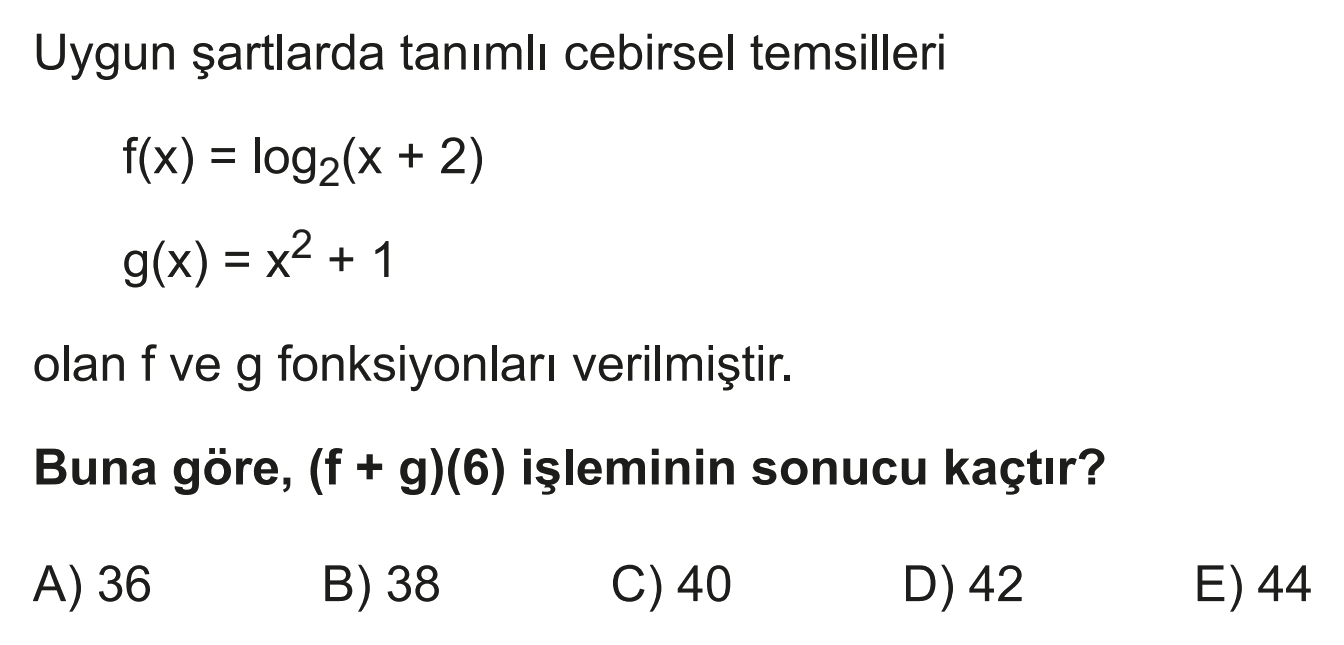 Uygun şartlarda tanımlı cebirsel temsilleri
f(x) = log₂(x + 2)
g(x) = x² + 1
olan f ve g fonksiyonları verilmiştir.
Buna göre, (f + g)(6) işleminin sonucu kaçtır?
A) 36 B) 38 C) 40 D) 42 E) 44